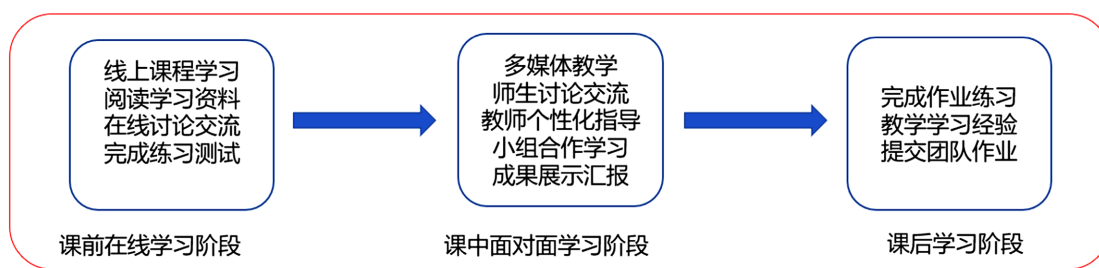 线上课程学习
阅读学习资料
在线讨论交流
完成练习测试
课前在线学习阶段
多媒体教学
师生讨论交流
教师个性化指导
小组合作学习
成果展示汇报
课中面对面学习阶段
完成作业练习
教学学习经验
提交团队作业
课后学习阶段